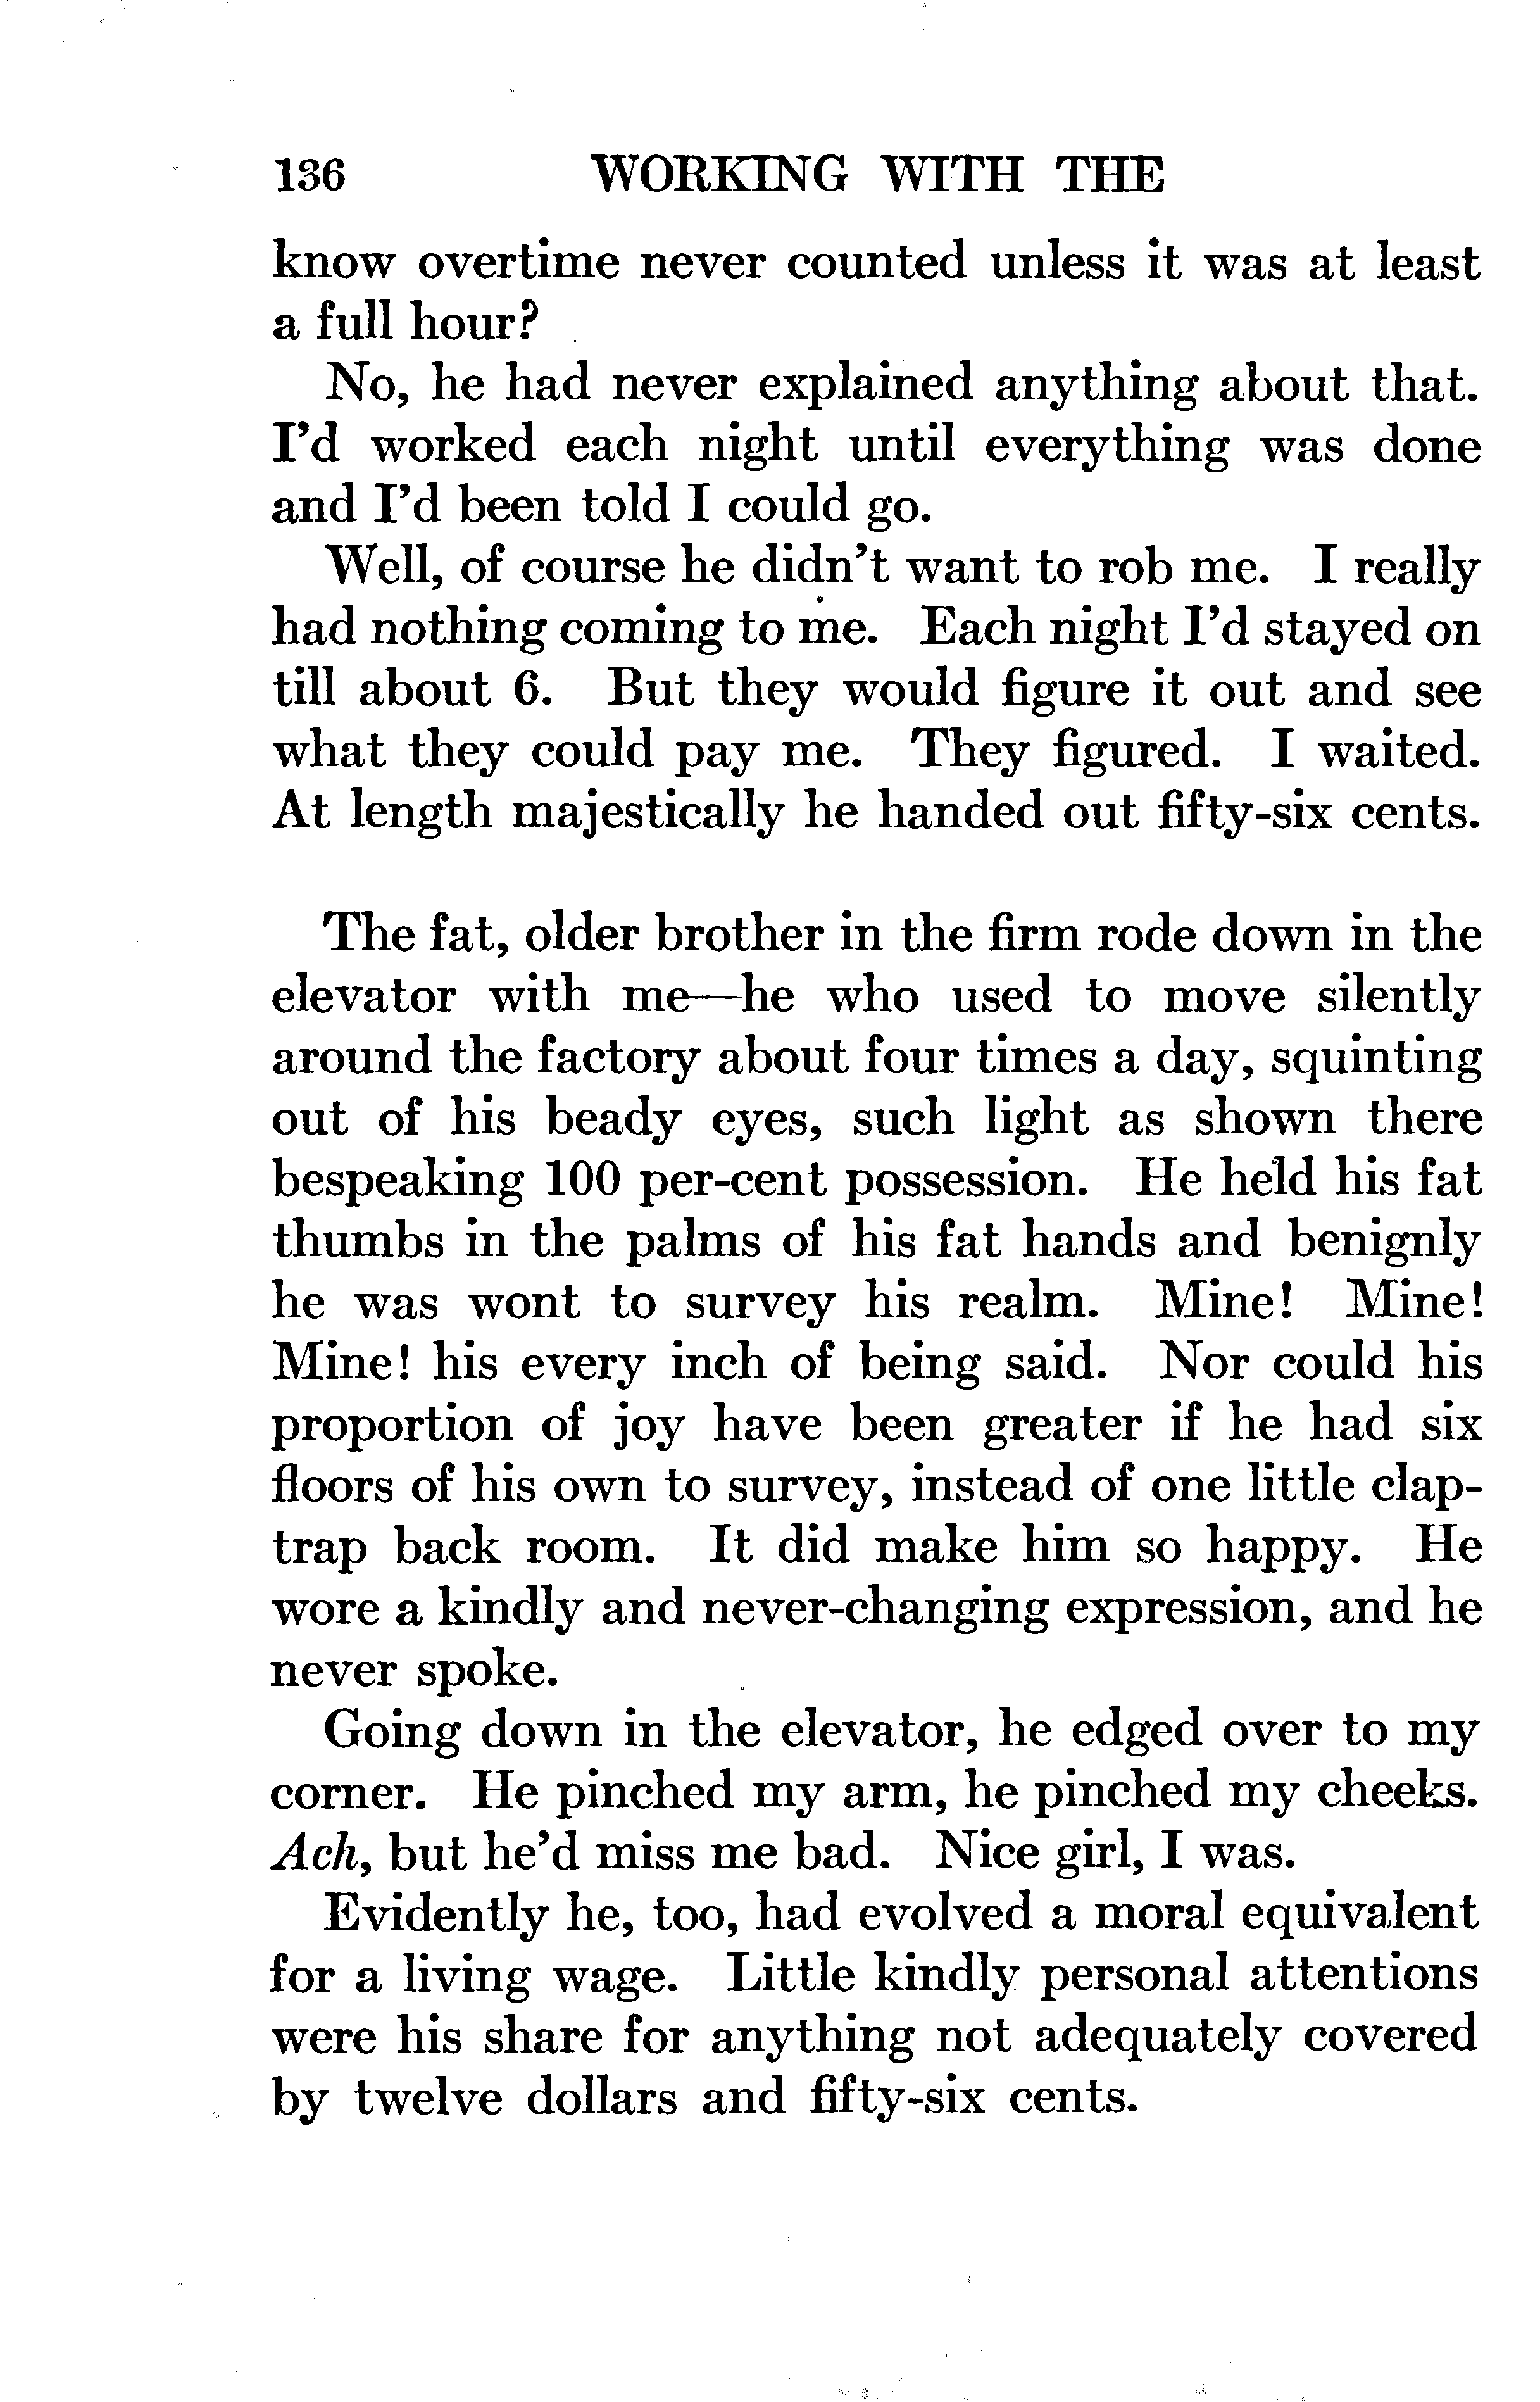 136 WORKING WITH THE
know overtime never counted unless it was at least
a full hour?
No, he had never explained anything about that.
I'd worked each night until everything was done
and I'd been told I could go.
Well, of course he didn't want to rob me. I really
had nothing coming to me. Each night I'd stayed on
till about 6. But they would figure it out and see
what they could pay me. They figured. I waited.
At length majestically he handed out fifty-six cents.
The fat, older brother in the firm rode down in the
elevator with me—he who used to move silently
around the factory about four times a day, squinting
out of his beady eyes, such light as shown there
bespeaking 100 per-cent possession. He held his fat
thumbs in the palms of his fat hands and benignly
he was wont to survey his realm. Mine! Mine!
Mine! his every inch of being said. Nor could his
proportion of joy have been greater if he had six
floors of his own to survey, instead of one little clap-
trap back room. It did make him so happy. He
wore a kindly and never-changing expression, and he
never spoke.
Going down in the elevator, he edged over to my
corner. He pinched my arm, he pinched my cheeks.
Ach, but he'd miss me bad. Nice girl, I was.
Evidently he, too, had evolved a moral equivalent
for a living wage. Little kindly personal attentions
were his share for anything not adequately covered
by twelve dollars and fifty-six cents.